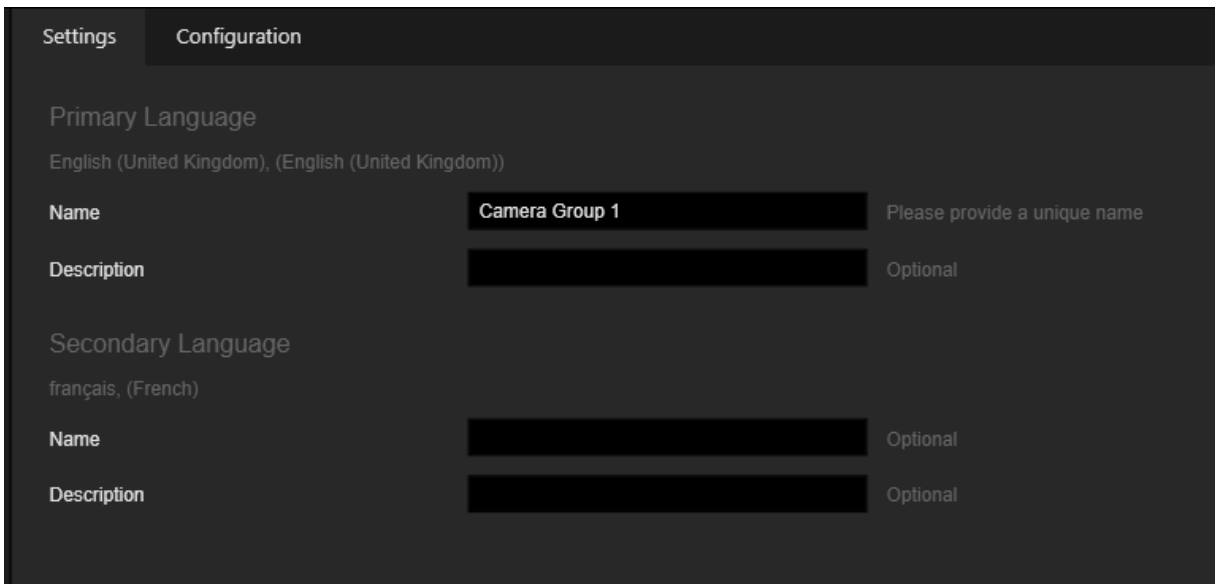 Settings Configuration
Primary Language
English (United Kingdom), (English (United Kingdom))
Name Camera Group 1 Please provide a unique name
Description Optional
Secondary Language
français, (French)
Name Optional
Description Optional